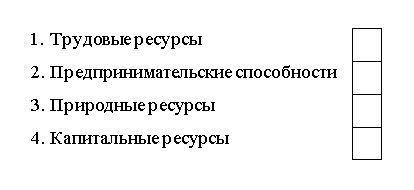 1. Трудовые ресурсы
2. Предпринимательские способности
3. Природные ресурсы
4. Капитальные ресурсы